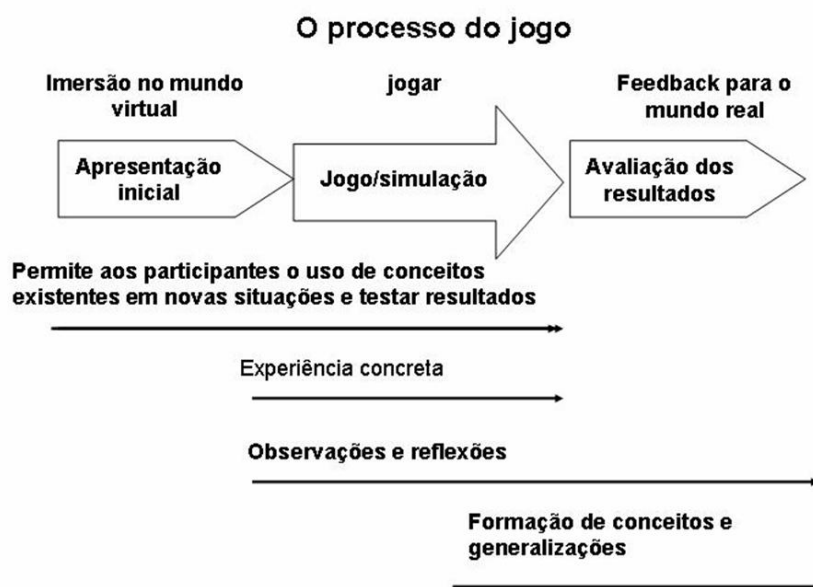 O processo do jogo
Imersão no mundo
virtual
jogar
Feedback para o
mundo real
Apresentação
inicial
Jogo/simulação
Avaliação dos
resultados
Permite aos participantes o uso de conceitos
existentes em novas situações e testar resultados
Experiência concreta
Observações e reflexões
Formação de conceitos e
generalizações